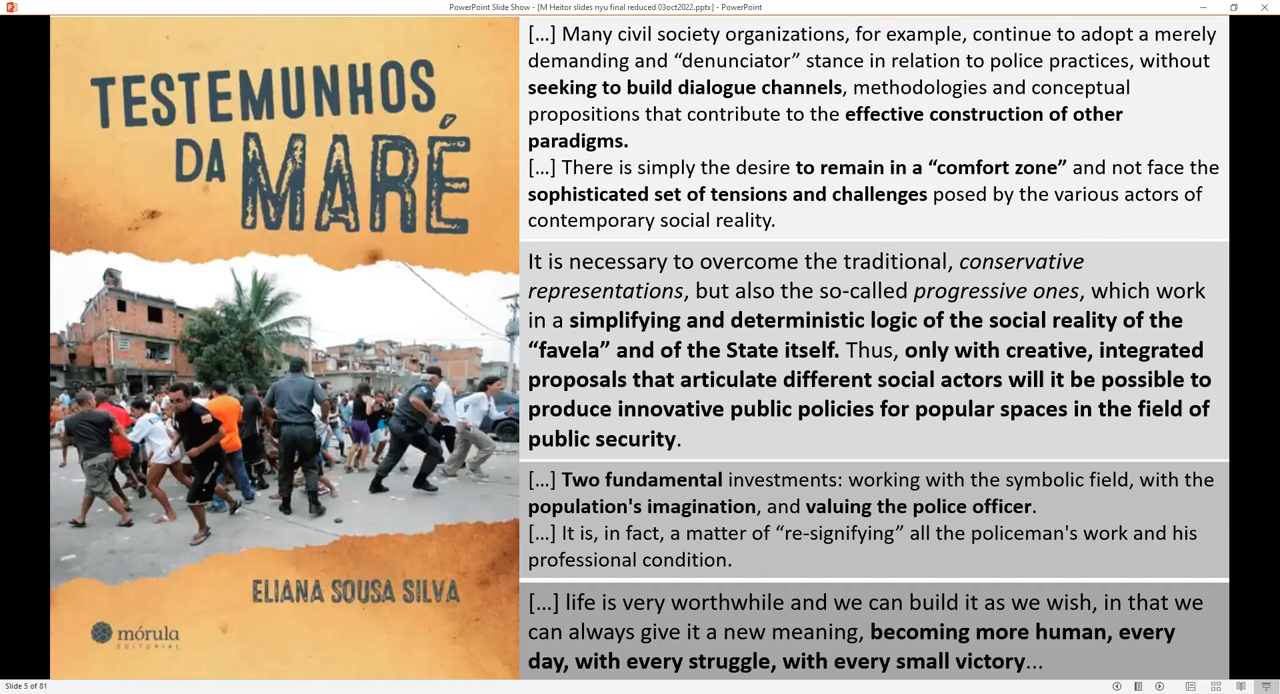 PowerPoint Slide Show - [M Heitor slides nyu final reduced 03oct2022.pptx] - PowerPoint
TESTEMUNHOS
DA MARÉ
ELIANA SOUSA SILVA
mórula
EDITORIAL
[...] Many civil society organizations, for example, continue to adopt a merely
demanding and “denunciator” stance in relation to police practices, without
seeking to build dialogue channels, methodologies and conceptual
propositions that contribute to the effective construction of other
paradigms.
[...] There is simply the desire to remain in a “comfort zone” and not face the
sophisticated set of tensions and challenges posed by the various actors of
contemporary social reality.
It is necessary to overcome the traditional, conservative
representations, but also the so-called progressive ones, which work
in a simplifying and deterministic logic of the social reality of the
“favela” and of the State itself. Thus, only with creative, integrated
proposals that articulate different social actors will it be possible to
produce innovative public policies for popular spaces in the field of
public security.
[...] Two fundamental investments: working with the symbolic field, with the
population's imagination, and valuing the police officer.
[...] It is, in fact, a matter of “re-signifying” all the policeman's work and his
professional condition.
[...] life is very worthwhile and we can build it as we wish, in that we
can always give it a new meaning, becoming more human, every
day, with every struggle, with every small victory...
Slide 5 of 81